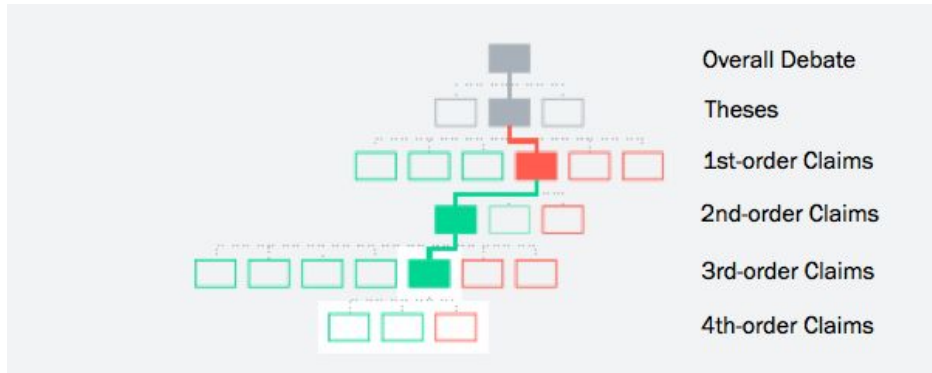 Overall Debate
Theses
1st-order Claims
2nd-order Claims
3rd-order Claims
4th-order Claims